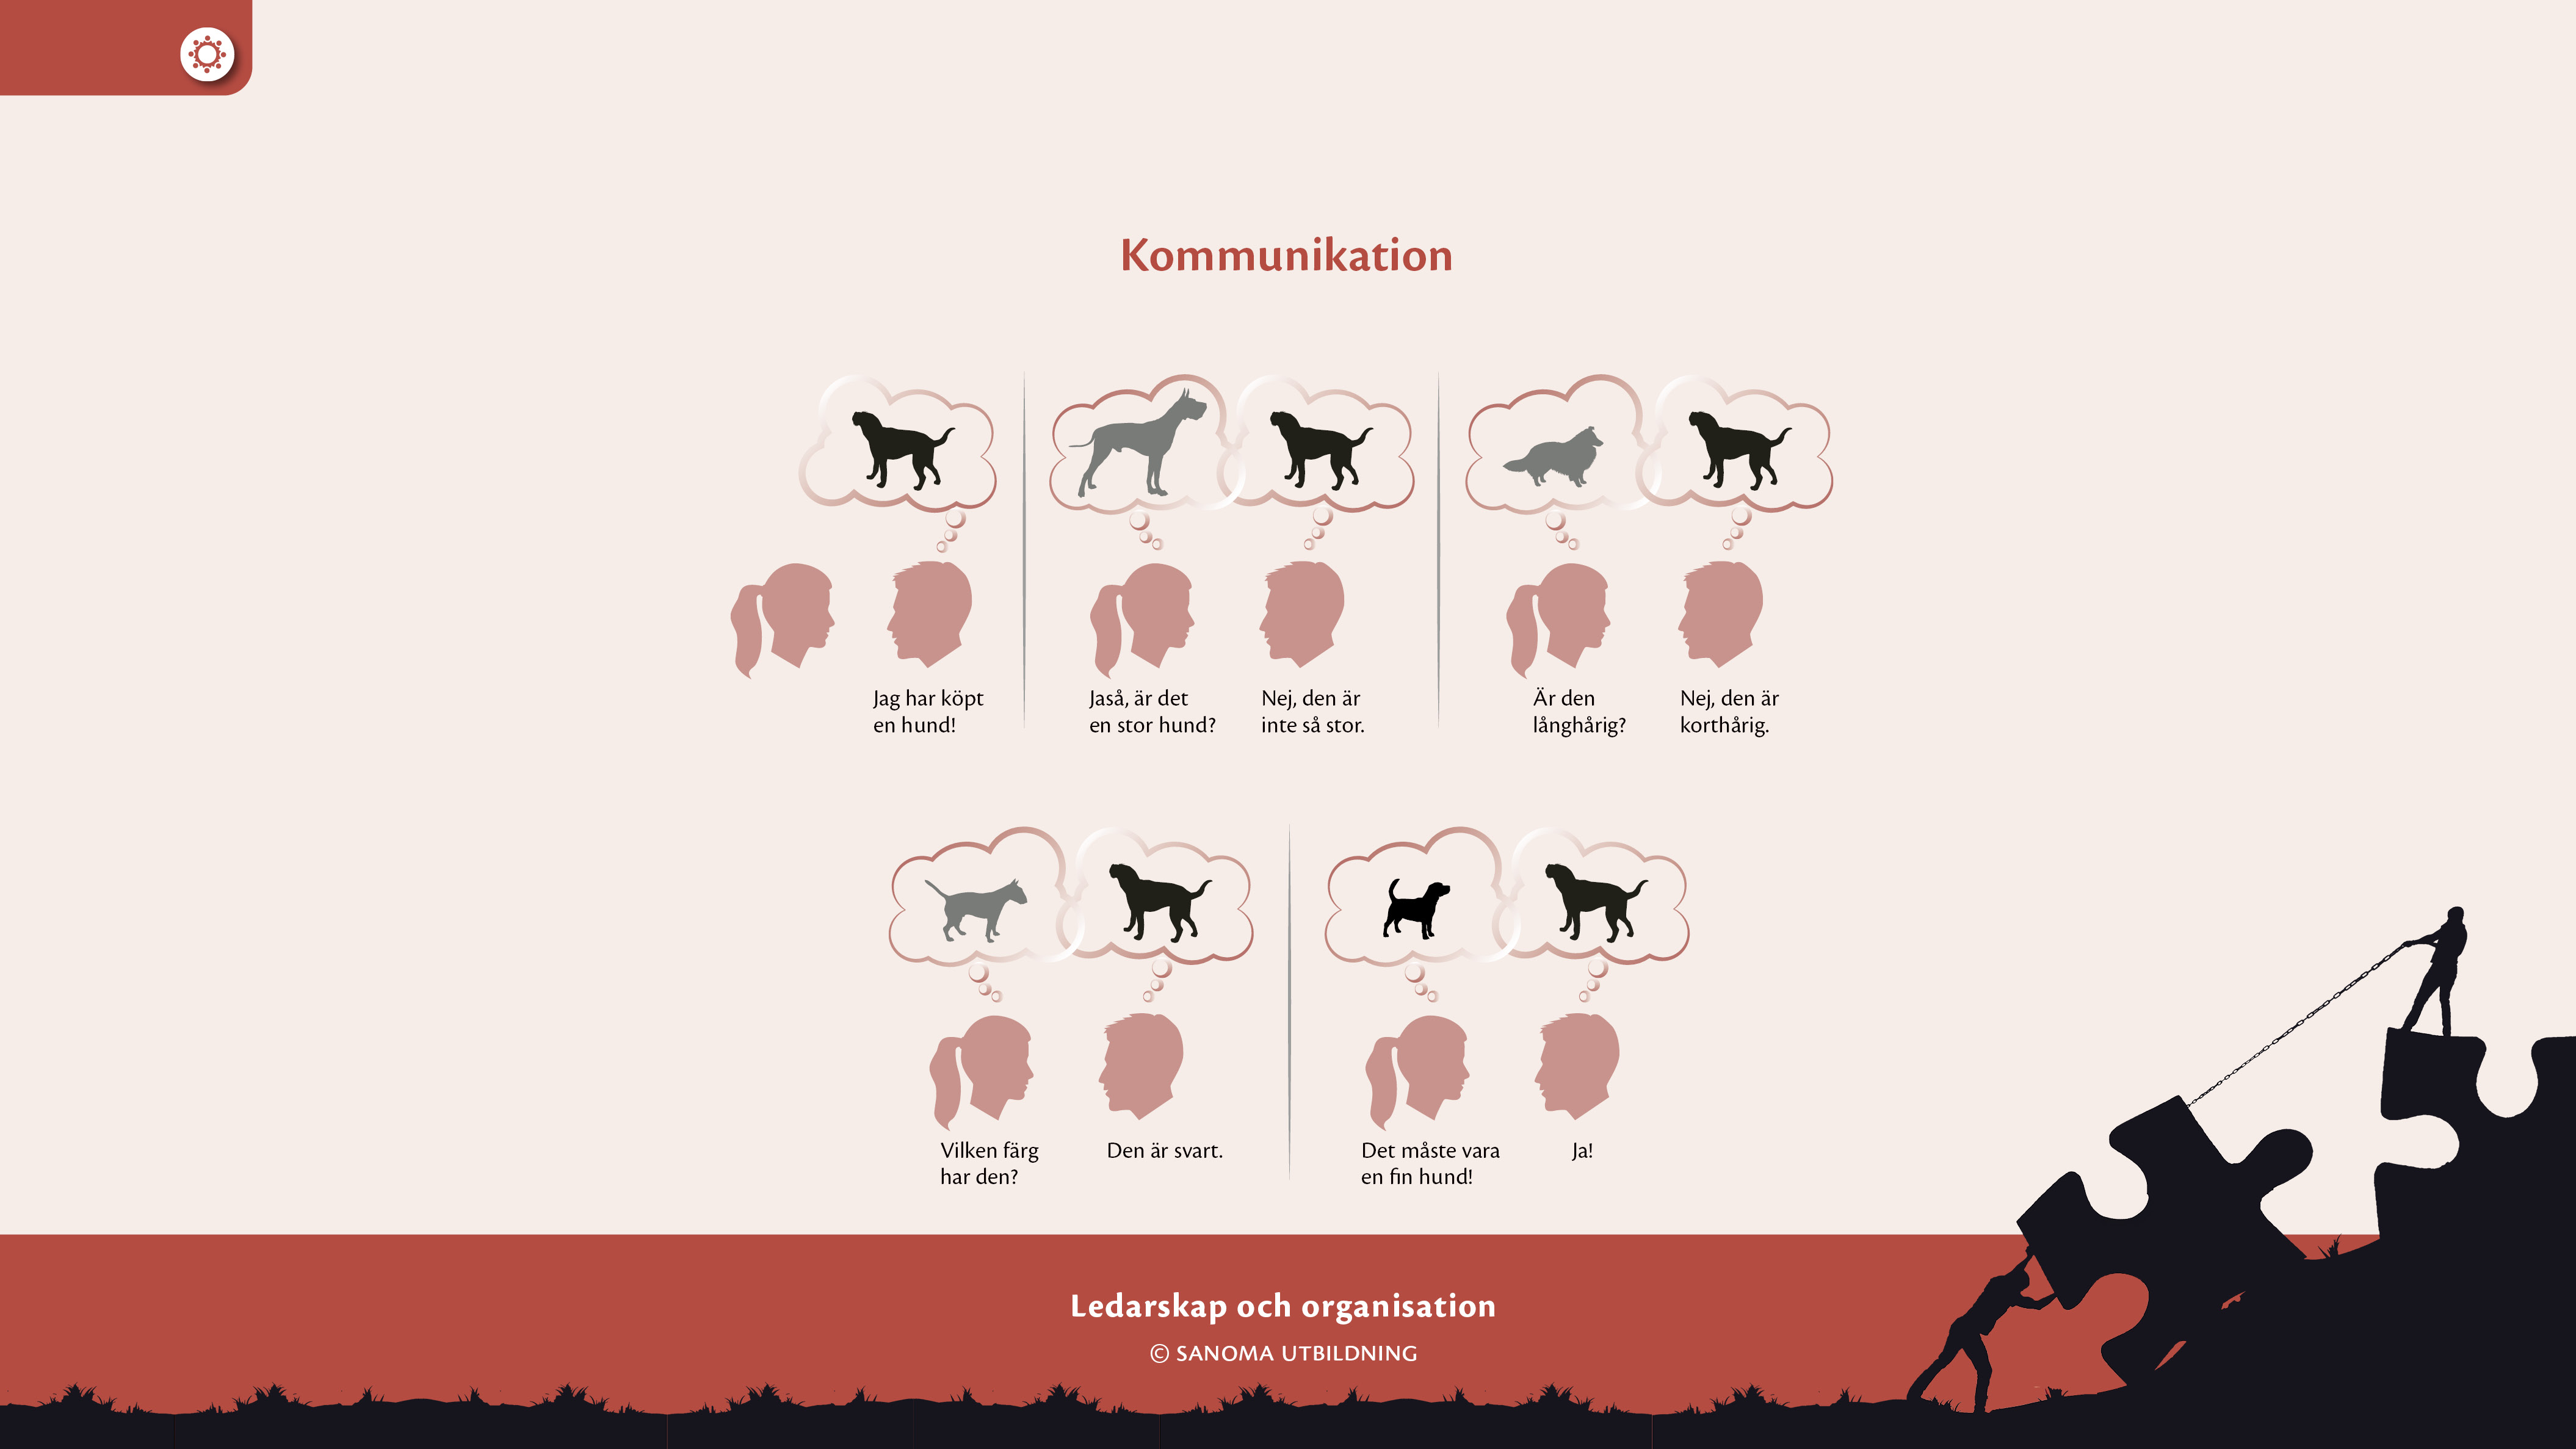 Kommunikation
Jag har köpt
en hund!
Jaså, är det
en stor hund?
Nej, den är
inte så stor.
Är den
långhårig?
Nej, den är
korthårig.
Vilken färg
har den?
Den är svart.
Det måste vara
en fin hund!
Ja!
Ledarskap och organisation
© SANOMA UTBILDNING